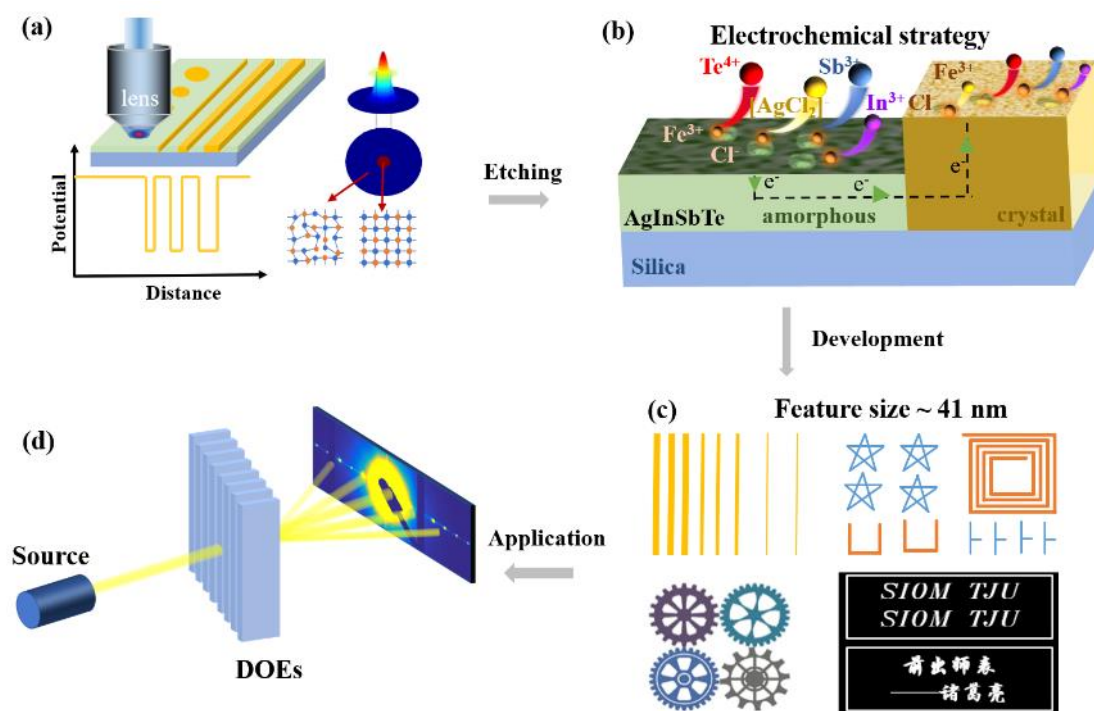 (a)
lens
Potential
Distance
Etching
(b)
Electrochemical strategy
Te⁴⁺
Sb³⁺
[AgCl₂]⁻
In³⁺
Fe³⁺
Cl⁻
Fe³⁺
Cl
e⁻
e⁻
e⁻
AgInSbTe
amorphous
crystal
Silica
Development
(c)
Feature size ~ 41 nm
SIOM TJU
SIOM TJU
前出师表
——诸葛亮
Application
(d)
Source
DOEs